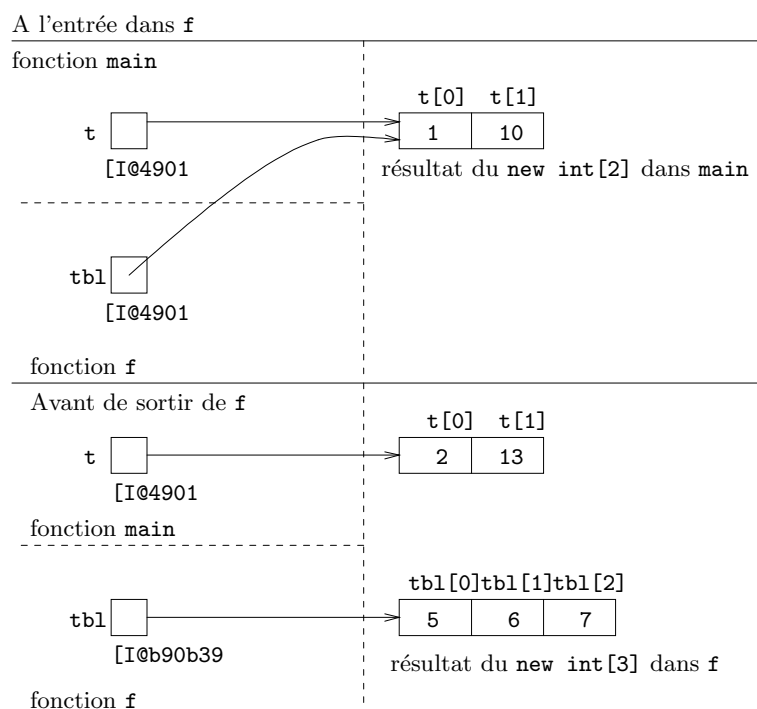 A l'entrée dans f
fonction main
t[0] t[1]
t 1 10
[I@4901 résultat du new int[2] dans main
tbl
[I@4901
fonction f
Avant de sortir de f
t[0] t[1]
t 2 13
[I@4901
fonction main
tbl[0]tbl[1]tbl[2]
tbl 5 6 7
[I@b90b39 résultat du new int[3] dans f
fonction f